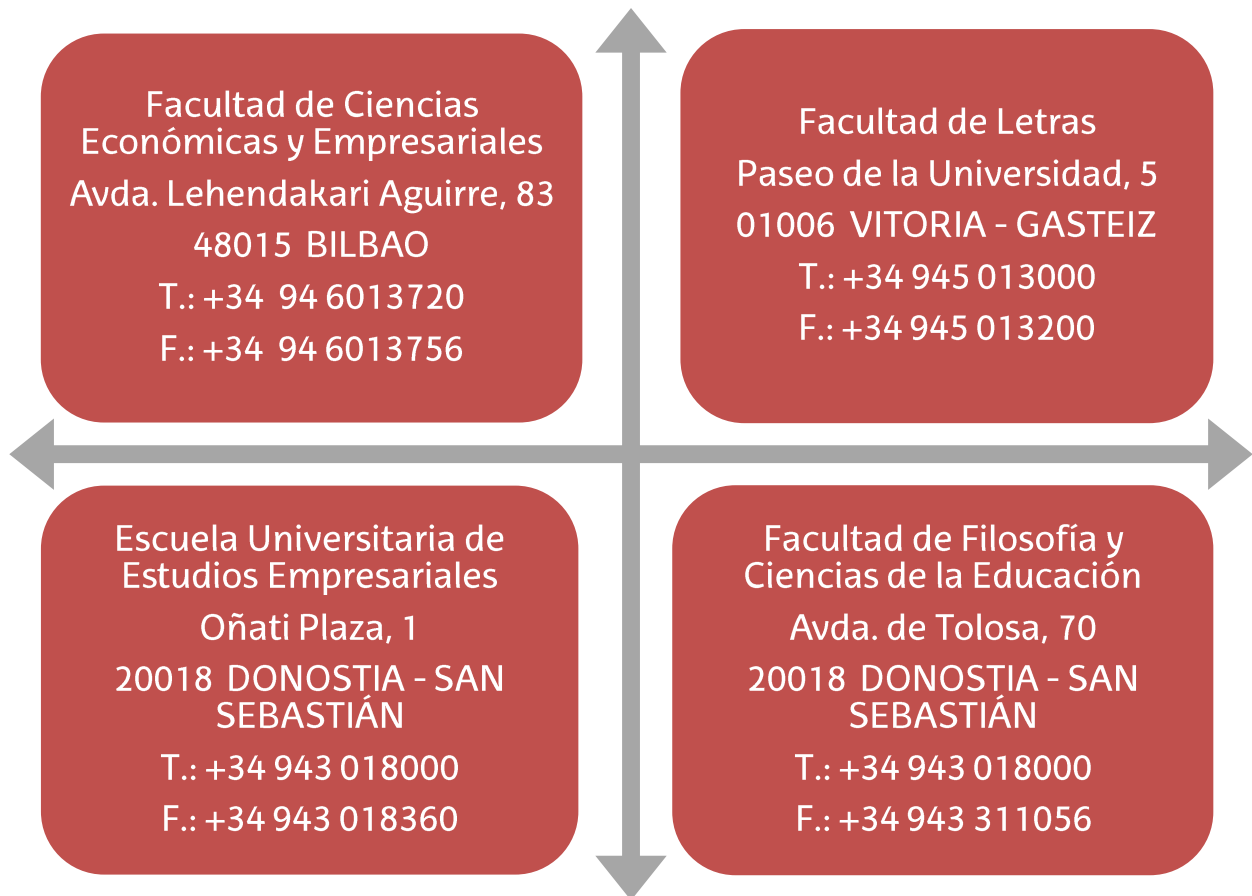 Facultad de Ciencias
Económicas y Empresariales
Avda. Lehendakari Aguirre, 83
48015 BILBAO
T.: +34 94 6013720
F.: +34 94 6013756
Facultad de Letras
Paseo de la Universidad, 5
01006 VITORIA - GASTEIZ
T.: +34 945 013000
F.: +34 945 013200
Escuela Universitaria de
Estudios Empresariales
Oñati Plaza, 1
20018 DONOSTIA - SAN
SEBASTIÁN
T.: +34 943 018000
F.: +34 943 018360
Facultad de Filosofía y
Ciencias de la Educación
Avda. de Tolosa, 70
20018 DONOSTIA - SAN
SEBASTIÁN
T.: +34 943 018000
F.: +34 943 311056